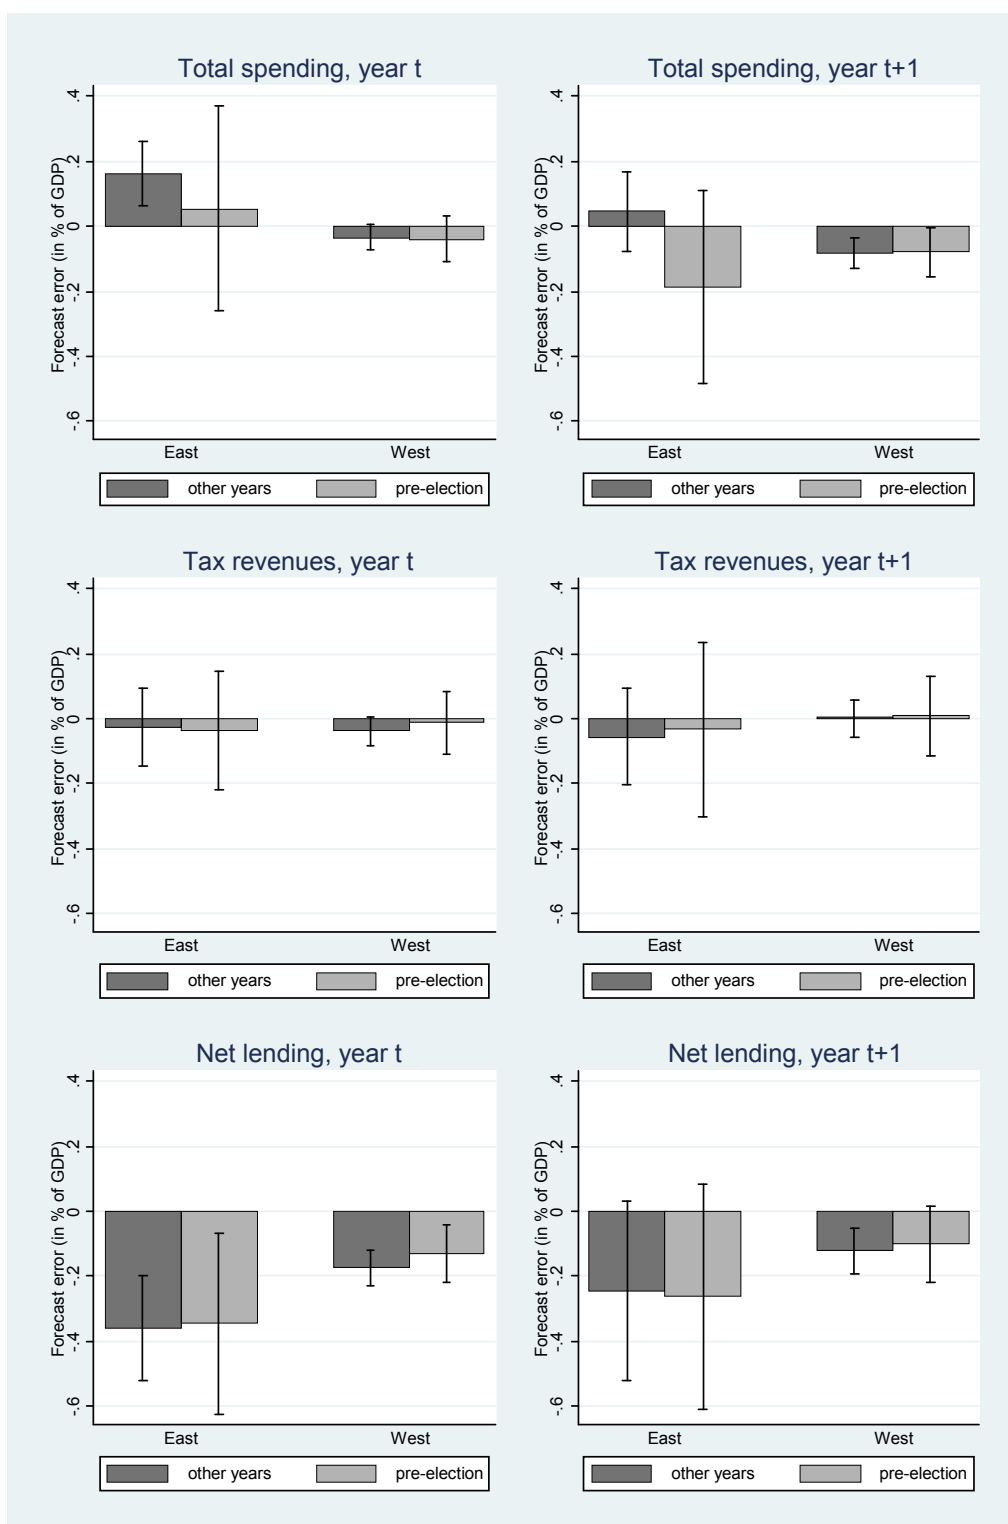 Total spending, year t
Forecast error (in % of GDP)
.4
.2
0
-.2
-.4
-.6
East West
other years pre-election
Total spending, year t+1
Forecast error (in % of GDP)
.4
.2
0
-.2
-.4
-.6
East West
other years pre-election
Tax revenues, year t
Forecast error (in % of GDP)
.4
.2
0
-.2
-.4
-.6
East West
other years pre-election
Tax revenues, year t+1
Forecast error (in % of GDP)
.4
.2
0
-.2
-.4
-.6
East West
other years pre-election
Net lending, year t
Forecast error (in % of GDP)
.4
.2
0
-.2
-.4
-.6
East West
other years pre-election
Net lending, year t+1
Forecast error (in % of GDP)
.4
.2
0
-.2
-.4
-.6
East West
other years pre-election